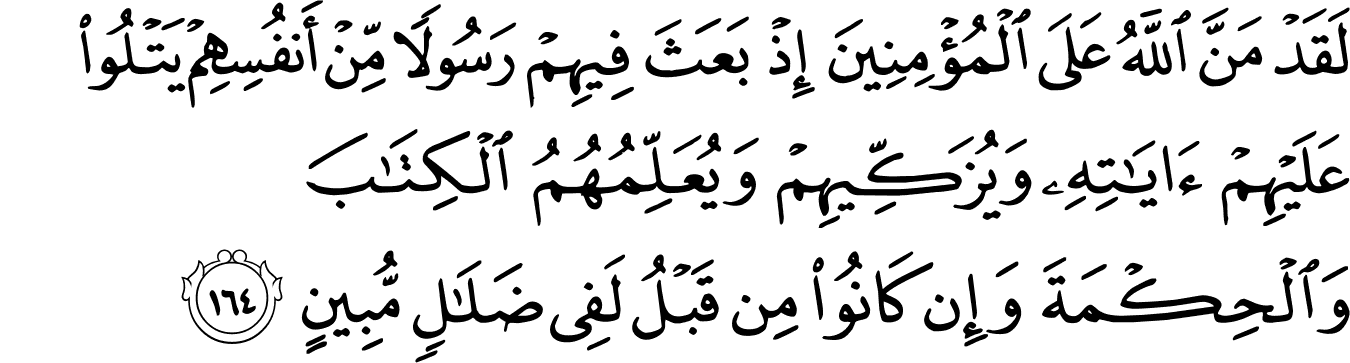 لَقَدْ مَنَّ ٱللَّهُ عَلَى ٱلْمُؤْمِنِينَ إِذْ بَعَثَ فِيهِمْ رَسُولًا مِّنْ أَنفُسِهِمْ يَتْلُوا۟
عَلَيْهِمْ ءَايَـٰتِهِۦ وَيُزَكِّيهِمْ وَيُعَلِّمُهُمُ ٱلْكِتَـٰبَ
وَٱلْحِكْمَةَ وَإِن كَانُوا۟ مِن قَبْلُ لَفِى ضَلَـٰلٍ مُّبِينٍ ١٦٤